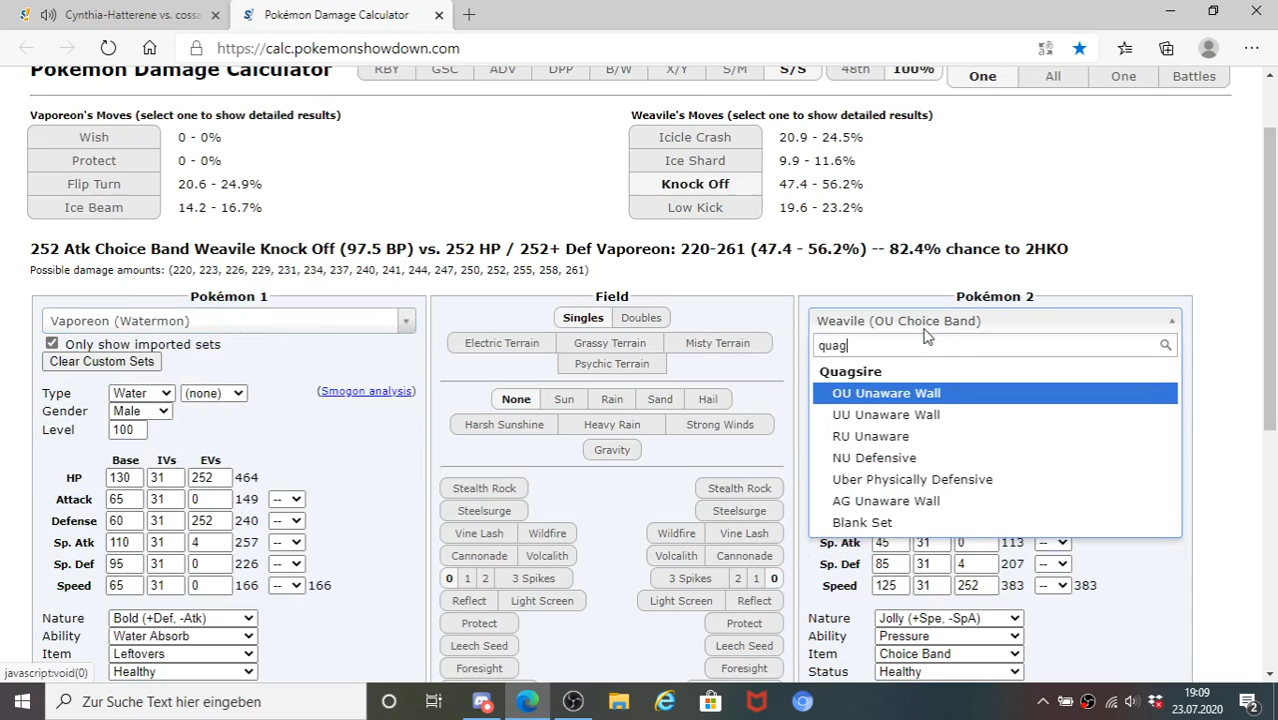 Cynthia-Hatterene vs. cossa
Pokémon Damage Calculator
https://calc.pokemonshowdown.com
Pokémon Damage Calculator
RBY GSC ADV DPP B/W X/Y S/M S/S 48th 100% One All One Battles
Vaporeon's Moves (select one to show detailed results)
Weavile's Moves (select one to show detailed results)
Wish 0 - 0% Icicle Crash 20.9 - 24.5%
Protect 0 - 0% Ice Shard 9.9 - 11.6%
Flip Turn 20.6 - 24.9% Knock Off 47.4 - 56.2%
Ice Beam 14.2 - 16.7% Low Kick 19.6 - 23.2%
252 Atk Choice Band Weavile Knock Off (97.5 BP) vs. 252 HP / 252+ Def Vaporeon: 220-261 (47.4 - 56.2%) -- 82.4% chance to 2HKO
Possible damage amounts: (220, 223, 226, 229, 231, 234, 237, 240, 241, 244, 247, 250, 252, 255, 258, 261)
Pokémon 1
Vaporeon (Watermon)
Only show imported sets
Clear Custom Sets
Type Water (none) (Smogon analysis)
Gender Male
Level 100
Base IVs EVs
HP 130 31 252 464
Attack 65 31 0 149 --
Defense 60 31 252 240 --
Sp. Atk 110 31 4 257 --
Sp. Def 95 31 0 226 --
Speed 65 31 0 166 -- 166
Nature Bold (+Def, -Atk)
Ability Water Absorb
Item Leftovers
Status Healthy
Field
Singles Doubles
Electric Terrain Grassy Terrain Misty Terrain
Psychic Terrain
None Sun Rain Sand Hail
Harsh Sunshine Heavy Rain Strong Winds
Gravity
Stealth Rock Stealth Rock
Steelsurge Steelsurge
Vine Lash Wildfire Wildfire Vine Lash
Cannonade Volcalith Volcalith Cannonade
0 1 2 3 Spikes 3 Spikes 2 1 0
Reflect Light Screen Light Screen Reflect
Protect Protect
Leech Seed Leech Seed
Foresight Foresight
Pokémon 2
Weavile (OU Choice Band)
quag
Quagsire
OU Unaware Wall
UU Unaware Wall
RU Unaware
NU Defensive
Uber Physically Defensive
AG Unaware Wall
Blank Set
Sp. Atk 45 31 0 113 --
Sp. Def 85 31 4 207 --
Speed 125 31 252 383 -- 383
Nature Jolly (+Spe, -SpA)
Ability Pressure
Item Choice Band
Status Healthy
javascript:void(0)
Zur Suche Text hier eingeben
19:09
23.07.2020
2